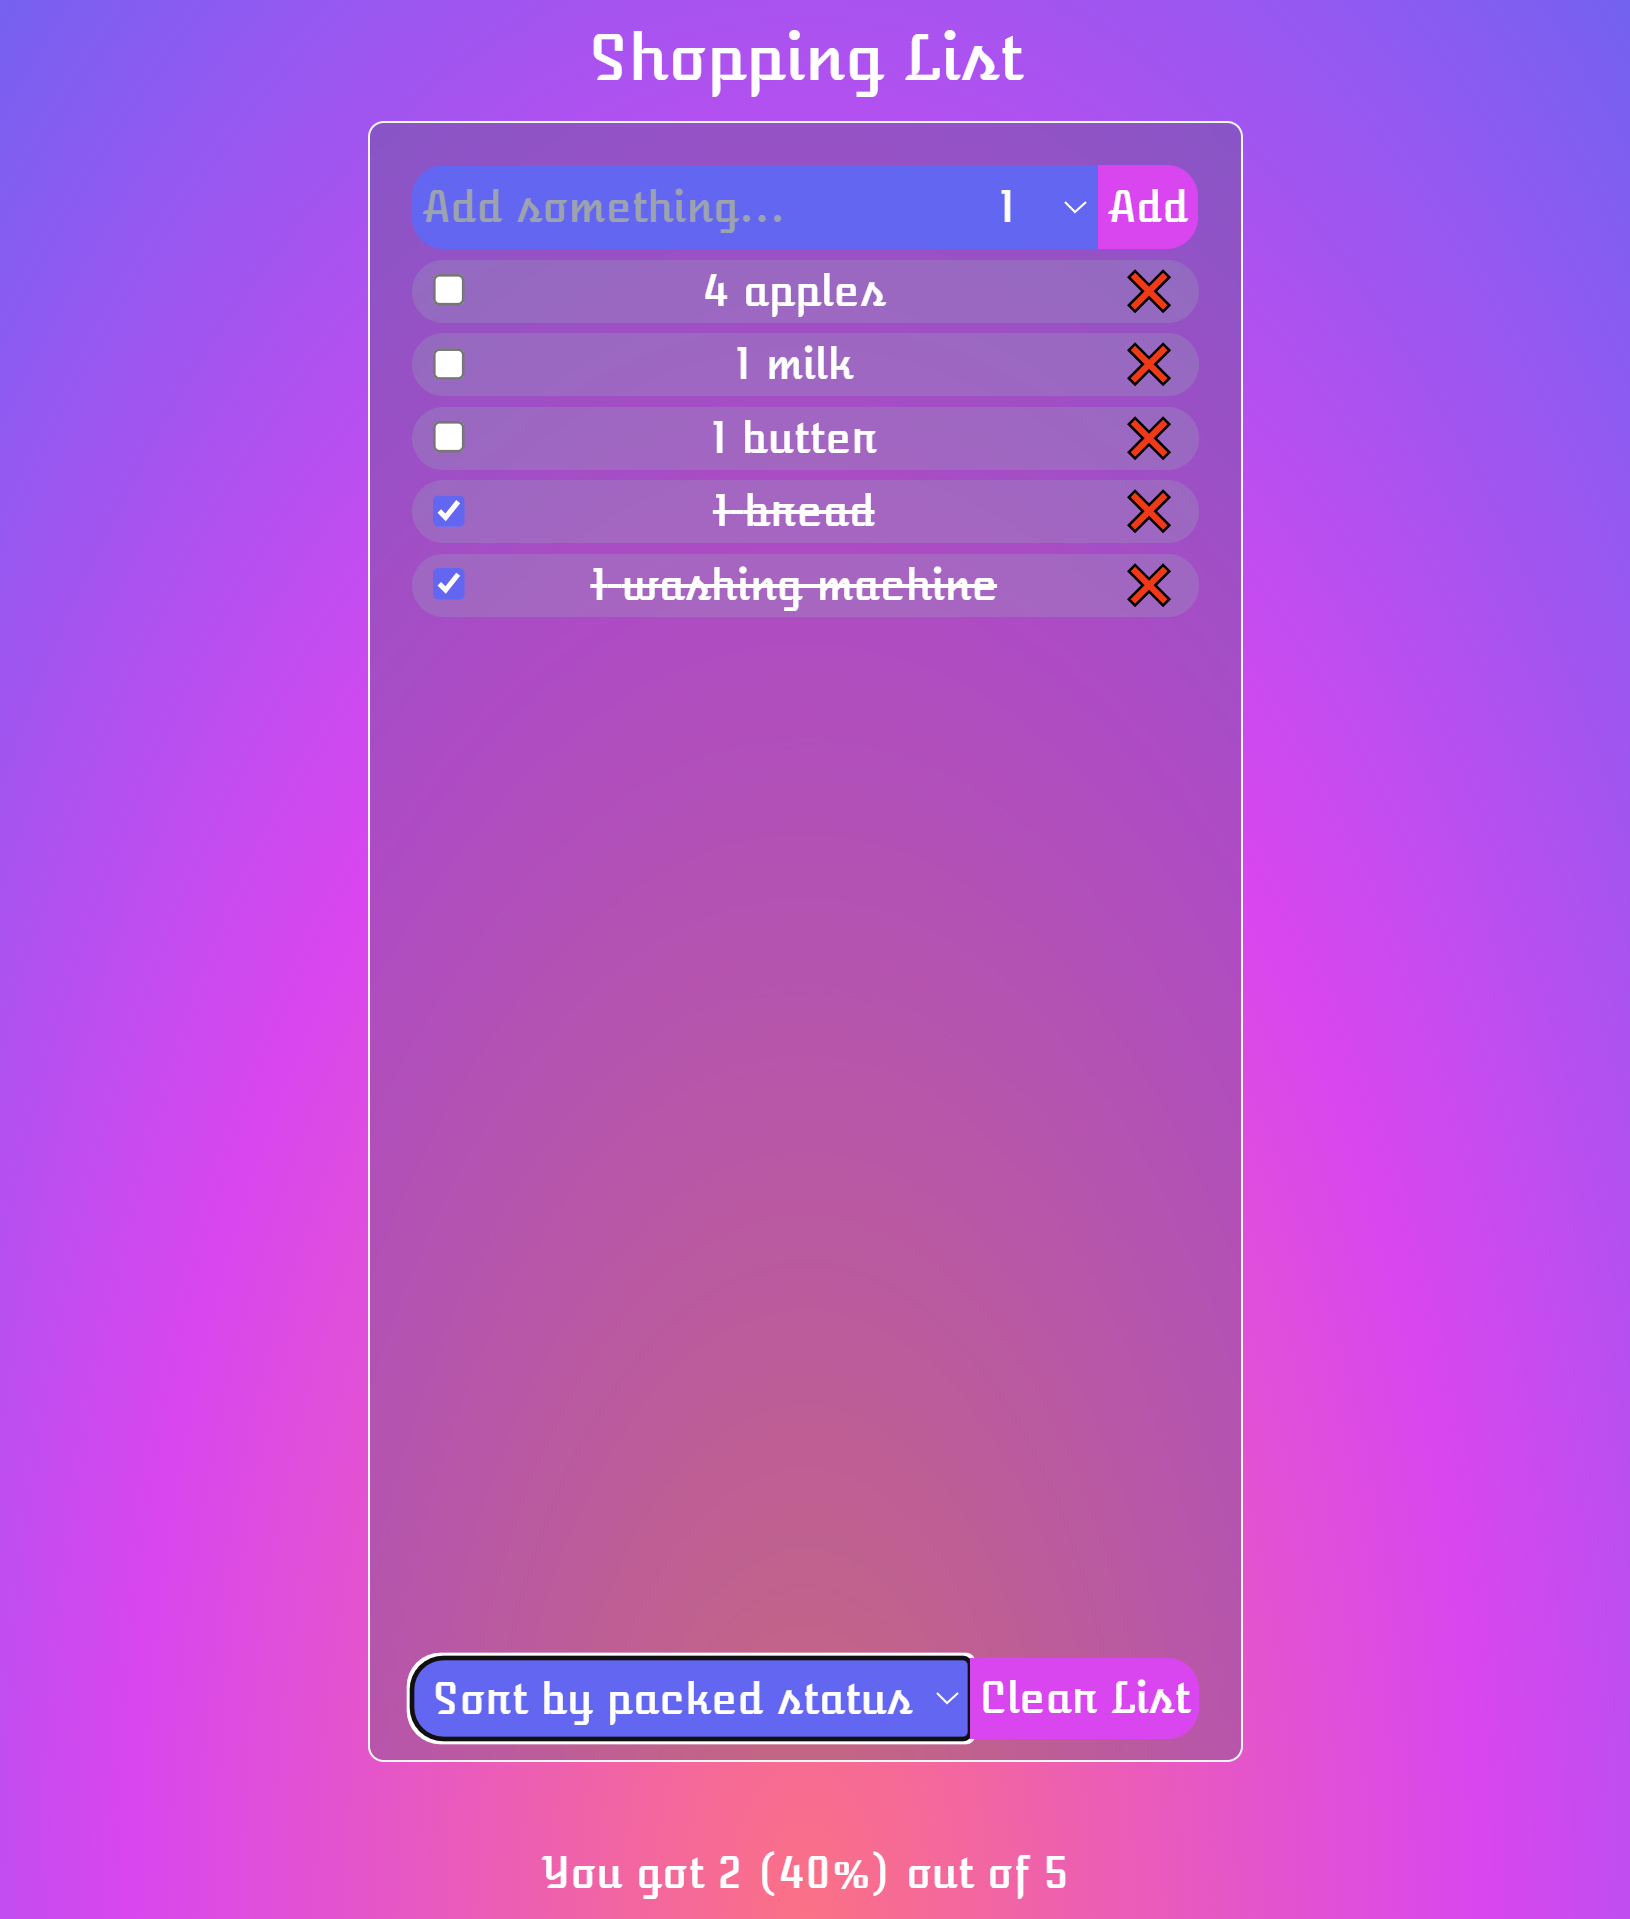 Shopping List
Add something... 1 Add
4 apples
1 milk
1 butter
1 bread
1 washing machine
Sort by packed status Clear List
You got 2 (40%) out of 5